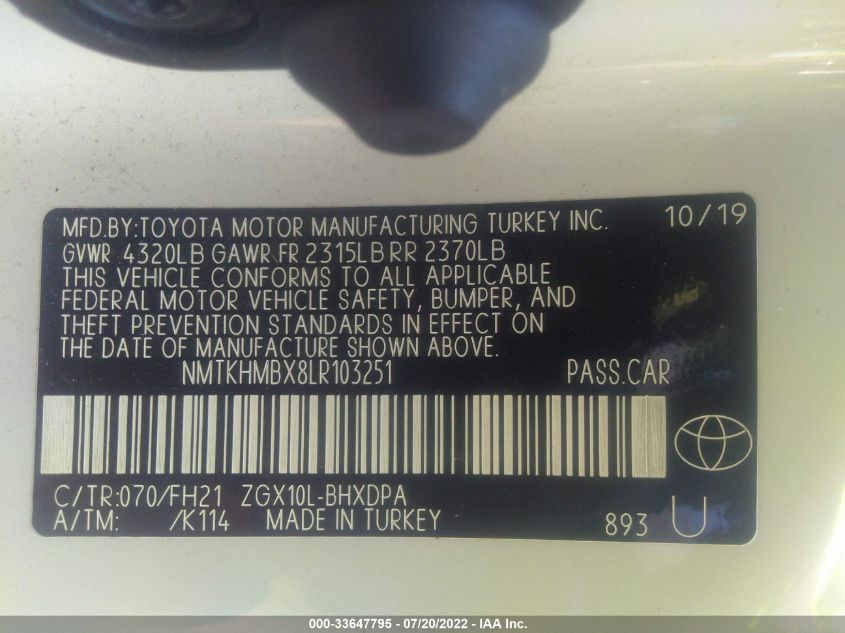 MFD.BY:TOYOTA MOTOR MANUFACTURING TURKEY INC. 10/19
GVWR 4320LB GAWR FR 2315LB RR 2370LB
THIS VEHICLE CONFORMS TO ALL APPLICABLE
FEDERAL MOTOR VEHICLE SAFETY, BUMPER, AND
THEFT PREVENTION STANDARDS IN EFFECT ON
THE DATE OF MANUFACTURE SHOWN ABOVE.
NMTKHMBX8LR103251 PASS.CAR
C/TR:070/FH21 ZGX10L-BHXDPA
A/TM: /K114 MADE IN TURKEY 893 U
000-33647795 - 07/20/2022 - IAA Inc.